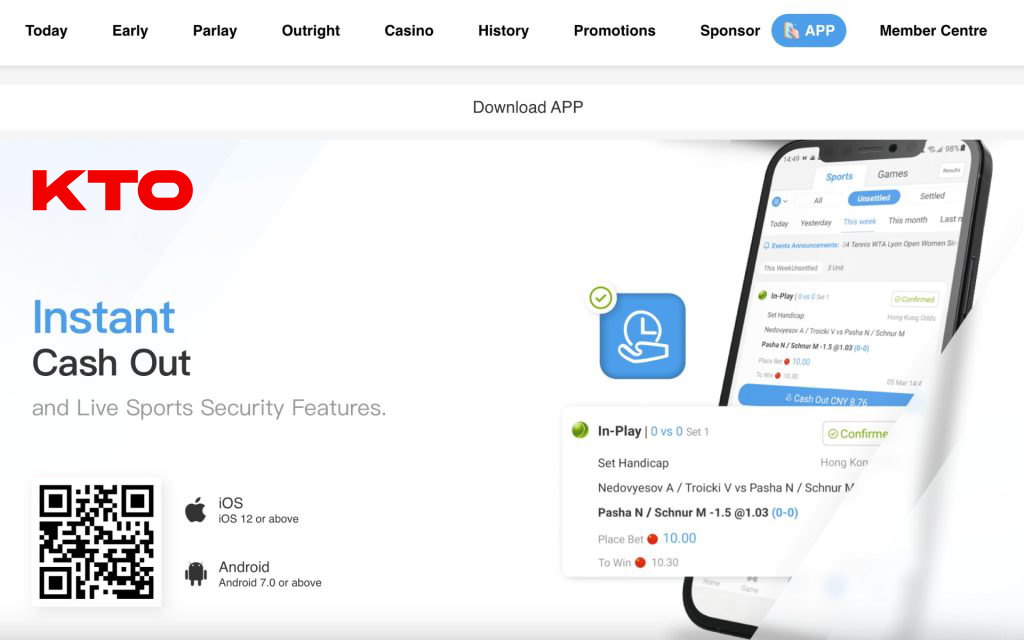 Today Early Parlay Outright Casino History Promotions Sponsor APP Member Centre
Download APP
KTO
Instant
Cash Out
and Live Sports Security Features.
iOS
iOS 12 or above
Android
Android 7.0 or above
14:49 98%
Sports Games Results
All Unsettled Settled
Today Yesterday This week This month Last
Events Announcements: 04 Tennis WTA Lyon Open Women Sin
This WeekUnsettled 3 Unit
In-Play | 0 vs 0 Set 1 Confirmed
Set Handicap Hong Kong Odds
Nedovyesov A / Troicki V vs Pasha N / Schnur M
Pasha N / Schnur M -1.5 @1.03 (0-0)
Place Bet 10.00
To Win 10.30 05 Mar 14:4
Cash Out CNY 8.76
In-Play | 0 vs 0 Set 1 Confirme
Set Handicap Hong Kon
Nedovyesov A / Troicki V vs Pasha N / Schnur M
Pasha N / Schnur M -1.5 @1.03 (0-0)
Place Bet 10.00
To Win 10.30
Home Game